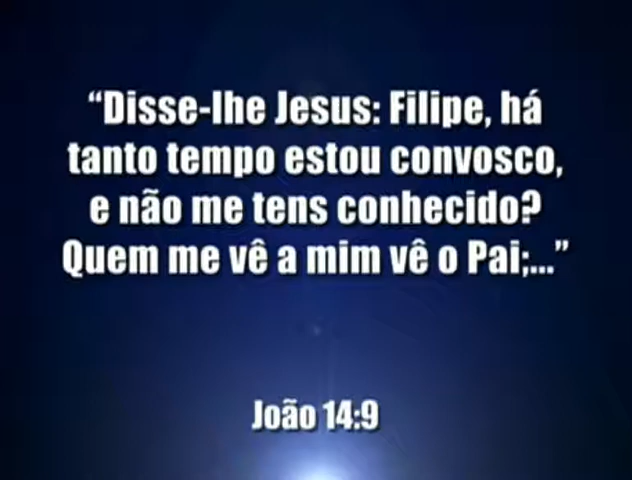 “Disse-lhe Jesus: Filipe, há
tanto tempo estou convosco,
e não me tens conhecido?
Quem me vê a mim vê o Pai;...”
João 14:9